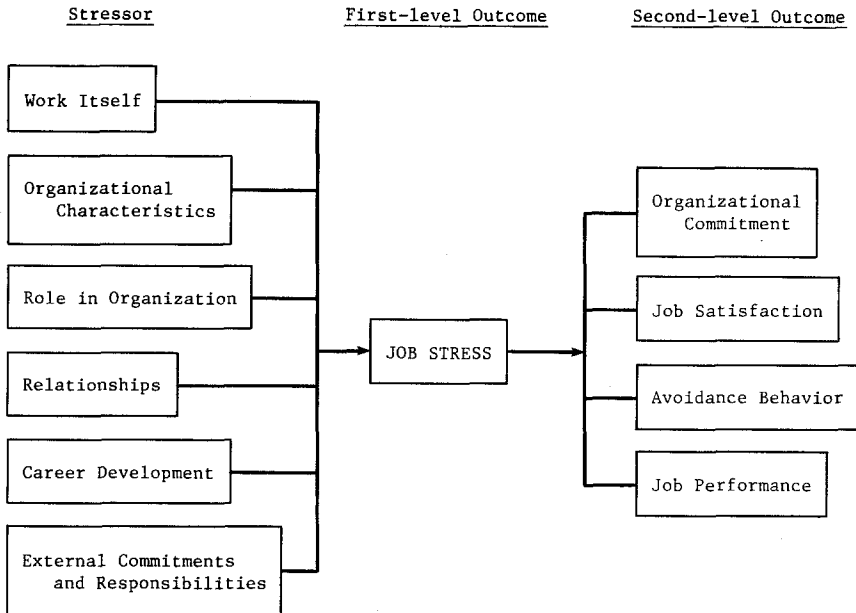 Stressor
First-level Outcome
Second-level Outcome
Work Itself
Organizational
Characteristics
Role in Organization
Relationships
Career Development
External Commitments
and Responsibilities
JOB STRESS
Organizational
Commitment
Job Satisfaction
Avoidance Behavior
Job Performance